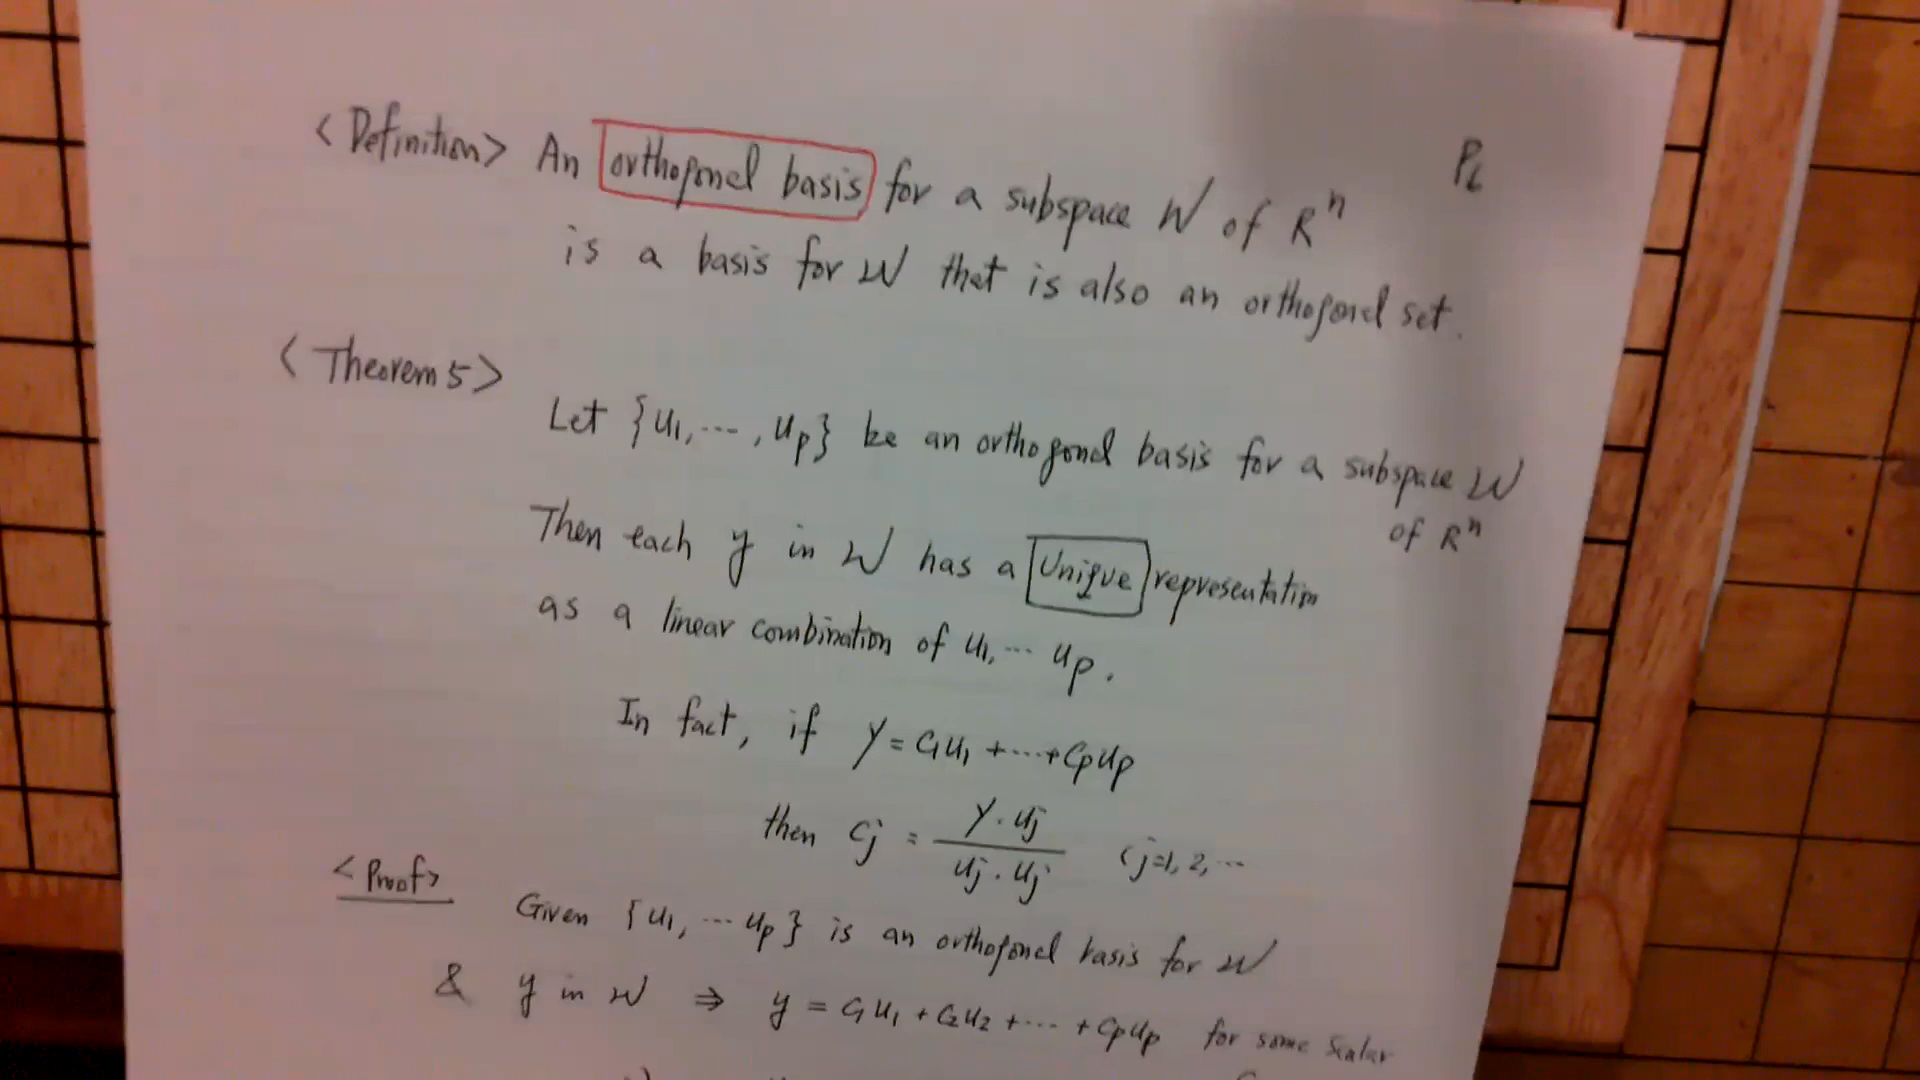 P6
<Definition> An orthogonal basis for a subspace W of Rⁿ
is a basis for W that is also an orthogonal set.
<Theorem 5>
Let {u₁, ..., uₚ} be an orthogonal basis for a subspace W
of Rⁿ
Then each y in W has a Unique representation
as a linear combination of u₁, ... uₚ.
In fact, if y = c₁u₁ + ... + cₚuₚ
then cⱼ = y · uⱼ / uⱼ · uⱼ (j=1, 2, ...
<Proof>
Given {u₁, ... uₚ} is an orthogonal basis for W
& y in W ⇒ y = c₁u₁ + c₂u₂ + ... + cₚuₚ for some scalar